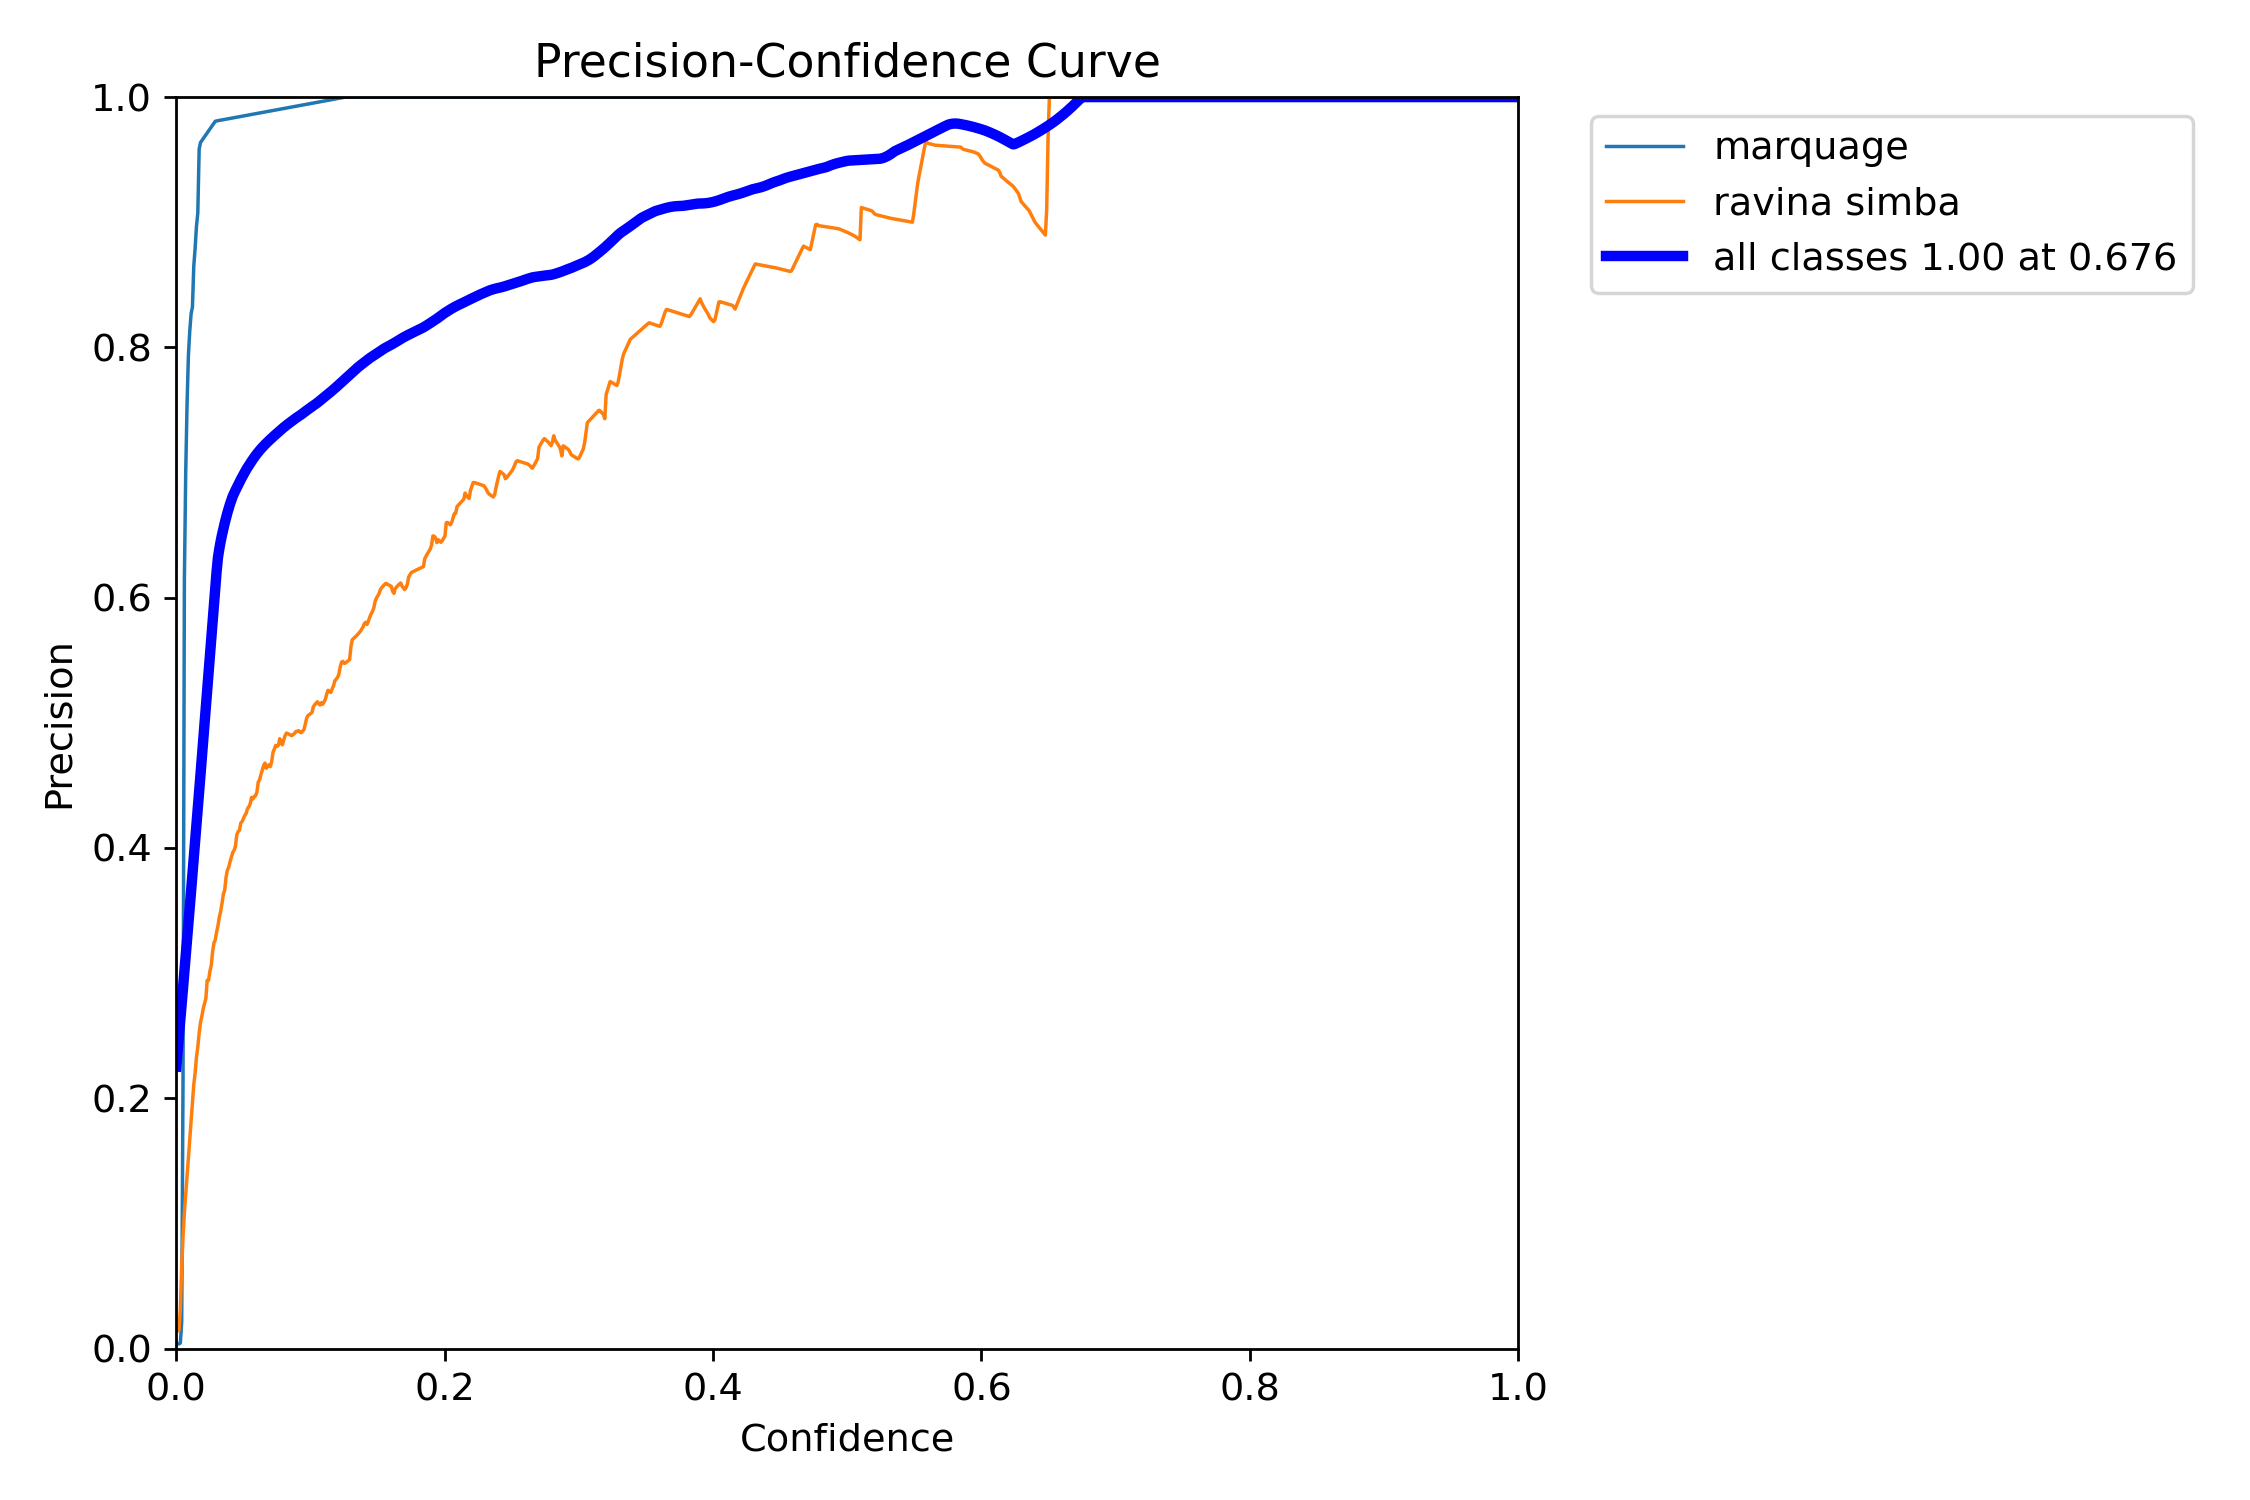 Precision-Confidence Curve
1.0
0.8
0.6
0.4
0.2
0.0
Precision
0.0 0.2 0.4 0.6 0.8 1.0
Confidence
marquage
ravina simba
all classes 1.00 at 0.676